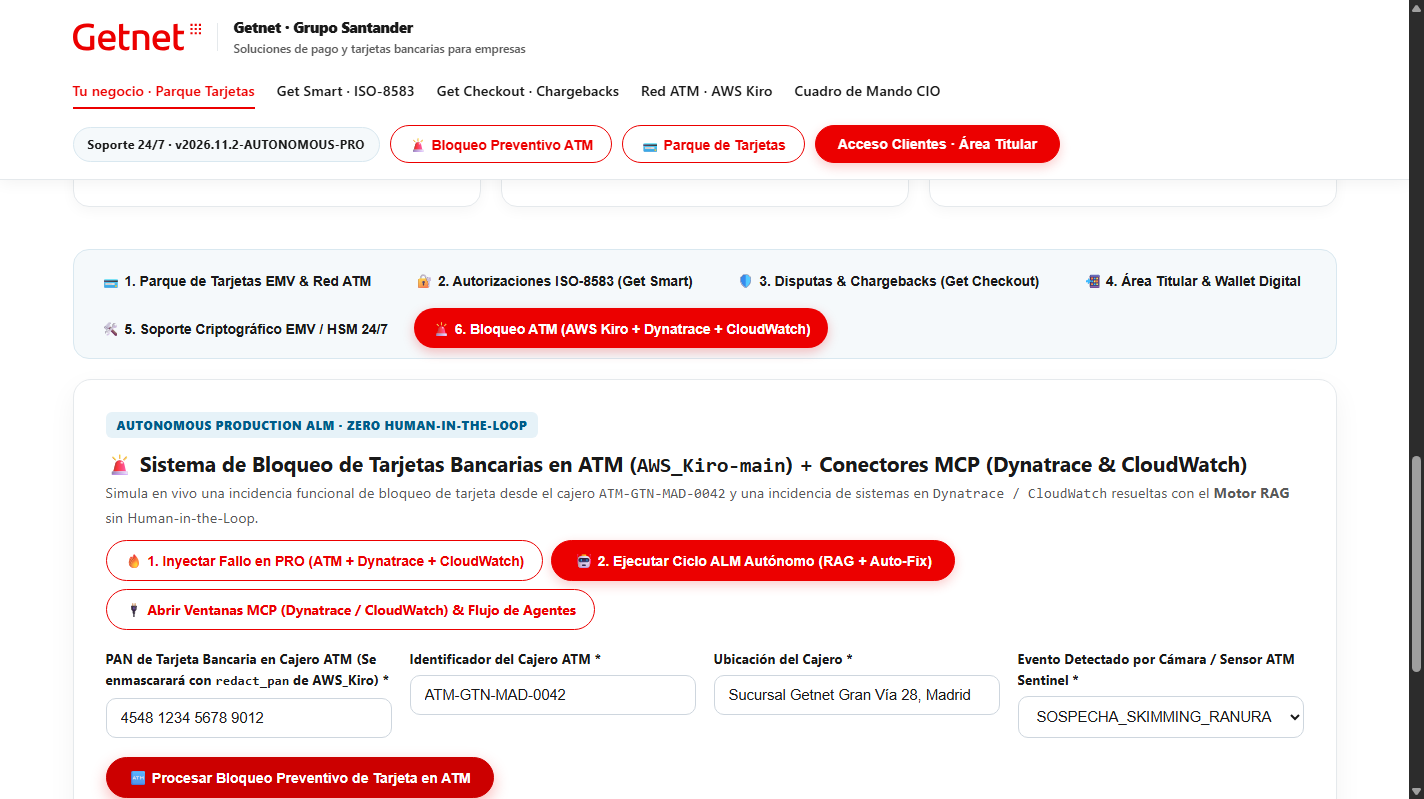 Getnet
Getnet · Grupo Santander
Soluciones de pago y tarjetas bancarias para empresas
Tu negocio · Parque Tarjetas
Get Smart · ISO-8583
Get Checkout · Chargebacks
Red ATM · AWS Kiro
Cuadro de Mando CIO
Soporte 24/7 · v2026.11.2-AUTONOMOUS-PRO
Bloqueo Preventivo ATM
Parque de Tarjetas
Acceso Clientes · Área Titular
1. Parque de Tarjetas EMV & Red ATM
2. Autorizaciones ISO-8583 (Get Smart)
3. Disputas & Chargebacks (Get Checkout)
4. Área Titular & Wallet Digital
5. Soporte Criptográfico EMV / HSM 24/7
6. Bloqueo ATM (AWS Kiro + Dynatrace + CloudWatch)
AUTONOMOUS PRODUCTION ALM · ZERO HUMAN-IN-THE-LOOP
Sistema de Bloqueo de Tarjetas Bancarias en ATM (AWS_Kiro-main) + Conectores MCP (Dynatrace & CloudWatch)
Simula en vivo una incidencia funcional de bloqueo de tarjeta desde el cajero ATM-GTN-MAD-0042 y una incidencia de sistemas en Dynatrace / CloudWatch resueltas con el Motor RAG
sin Human-in-the-Loop.
1. Inyectar Fallo en PRO (ATM + Dynatrace + CloudWatch)
2. Ejecutar Ciclo ALM Autónomo (RAG + Auto-Fix)
Abrir Ventanas MCP (Dynatrace / CloudWatch) & Flujo de Agentes
PAN de Tarjeta Bancaria en Cajero ATM (Se
enmascarará con redact_pan de AWS_Kiro) *
4548 1234 5678 9012
Identificador del Cajero ATM *
ATM-GTN-MAD-0042
Ubicación del Cajero *
Sucursal Getnet Gran Vía 28, Madrid
Evento Detectado por Cámara / Sensor ATM
Sentinel *
SOSPECHA_SKIMMING_RANURA
Procesar Bloqueo Preventivo de Tarjeta en ATM